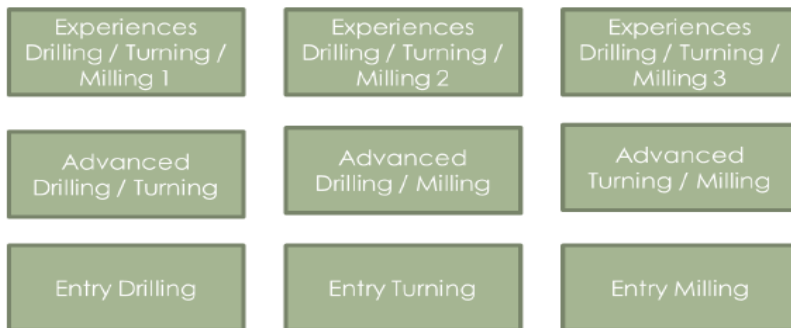 Experiences
Drilling / Turning /
Milling 1
Experiences
Drilling / Turning /
Milling 2
Experiences
Drilling / Turning /
Milling 3
Advanced
Drilling / Turning
Advanced
Drilling / Milling
Advanced
Turning / Milling
Entry Drilling
Entry Turning
Entry Milling